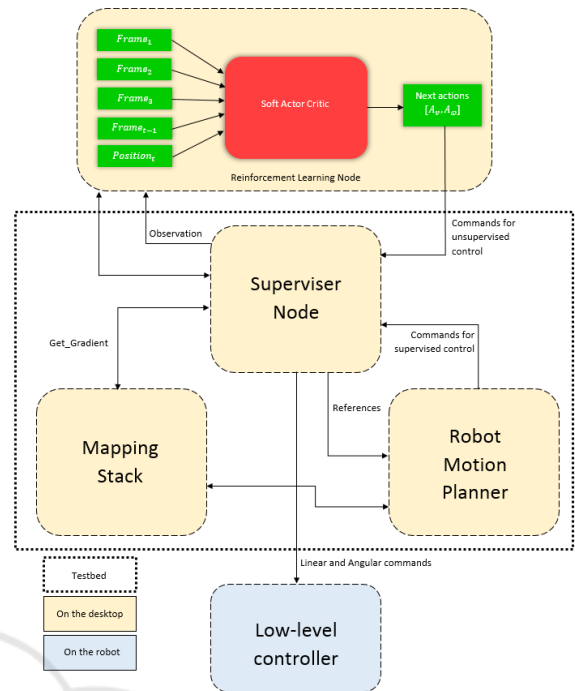 Frame₁
Frame₂
Frame₃
Frameₜ₋₁
Positionₜ
Soft Actor Critic
Next actions
[Aᵥ, A_ω]
Reinforcement Learning Node
Observation
Commands for
unsupervised
control
Superviser
Node
Get_Gradient
Commands for
supervised control
References
Mapping
Stack
Robot
Motion
Planner
Linear and Angular commands
Testbed
On the desktop
On the robot
Low-level
controller